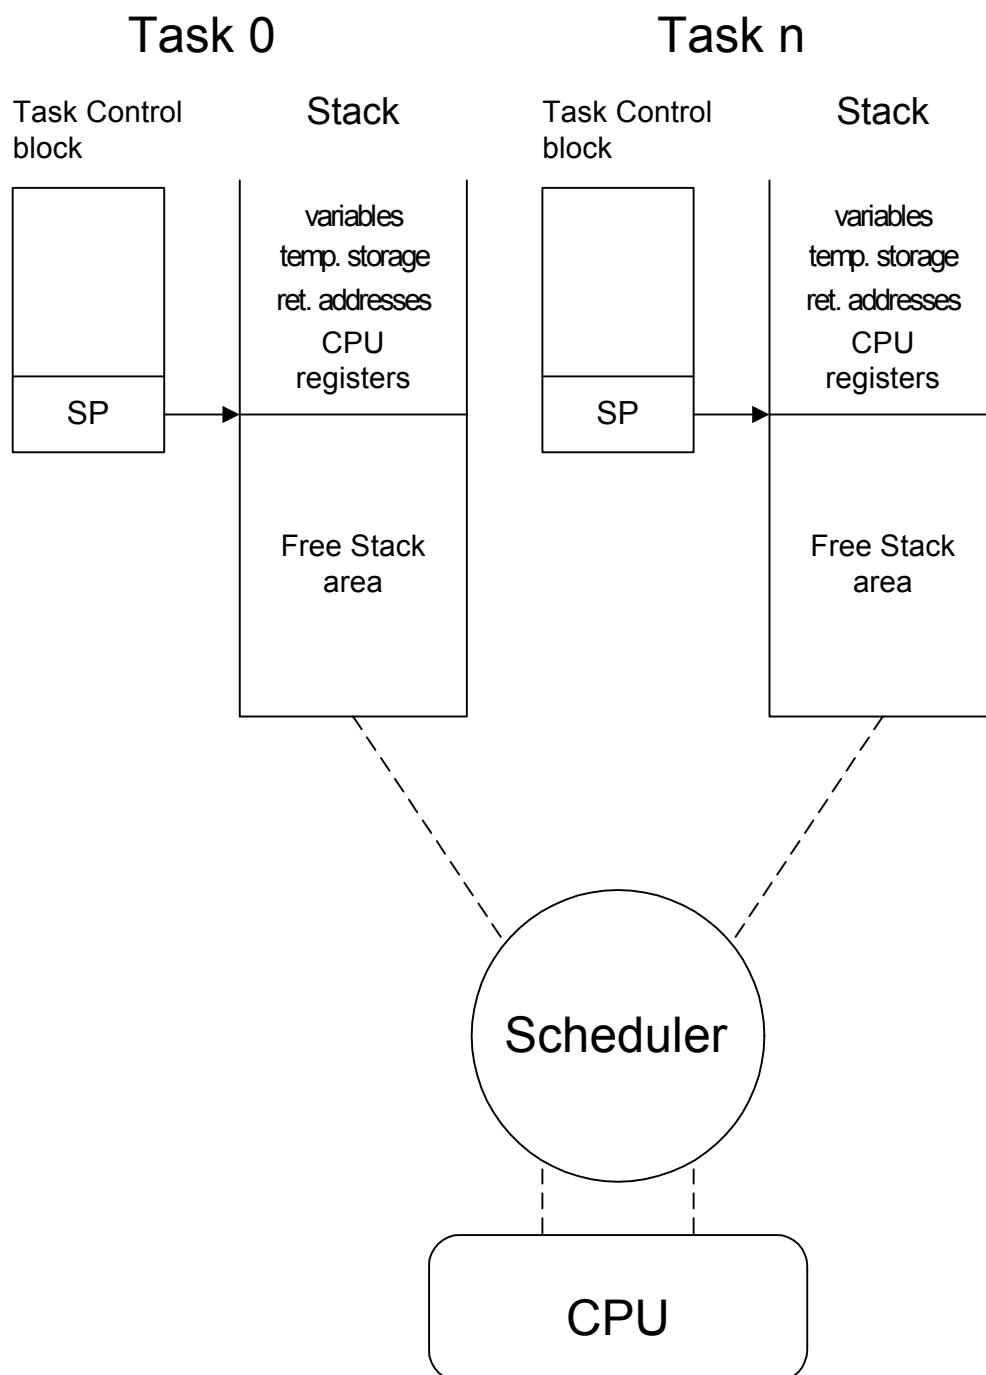 Task 0
Task n
Task Control
block
Stack
Task Control
block
Stack
variables
temp. storage
ret. addresses
CPU
registers
SP
Free Stack
area
variables
temp. storage
ret. addresses
CPU
registers
SP
Free Stack
area
Scheduler
CPU